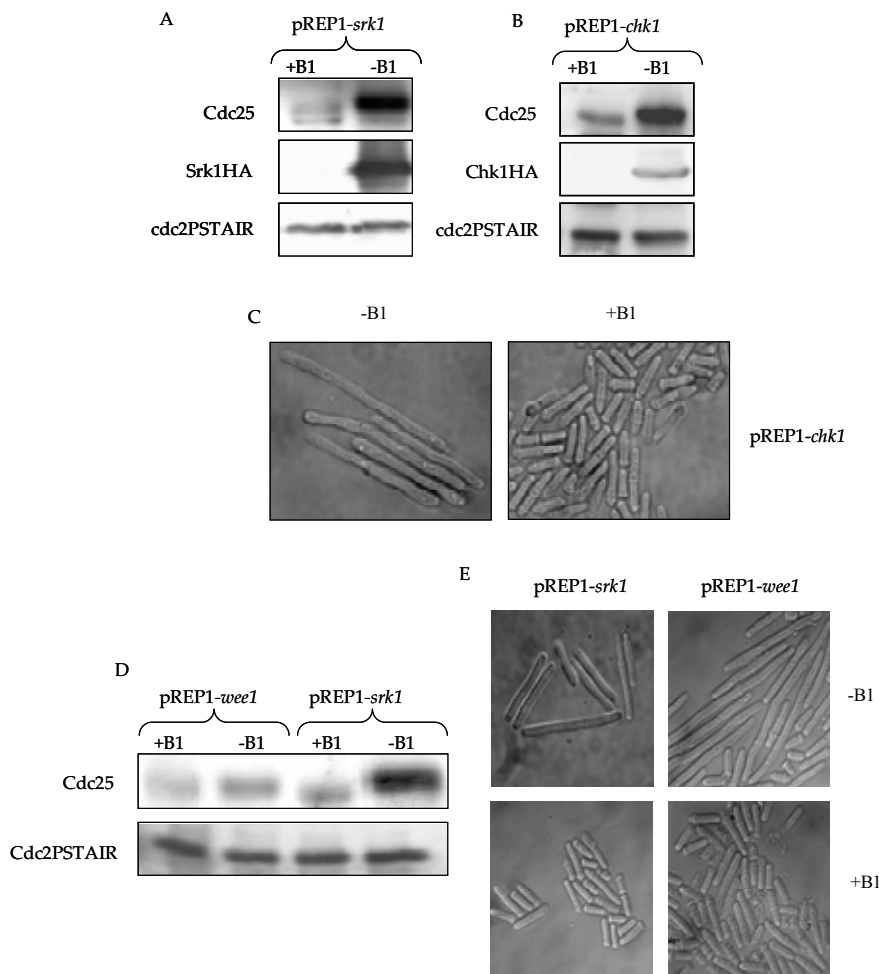 A
pREP1-srk1
+B1 -B1
Cdc25
Srk1HA
cdc2PSTAIR
B
pREP1-chk1
+B1 -B1
Cdc25
Chk1HA
cdc2PSTAIR
C
-B1 +B1
pREP1-chk1
D
pREP1-wee1 pREP1-srk1
+B1 -B1 +B1 -B1
Cdc25
Cdc2PSTAIR
E
pREP1-srk1 pREP1-wee1
-B1
+B1